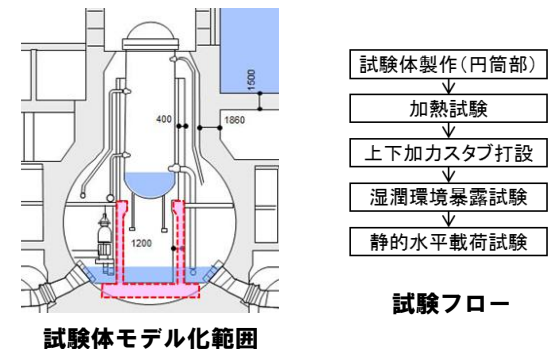 1500
400
1860
1200
試験体モデル化範囲
試験体製作(円筒部)
加熱試験
上下加力スタブ打設
湿潤環境暴露試験
静的水平載荷試験
試験フロー